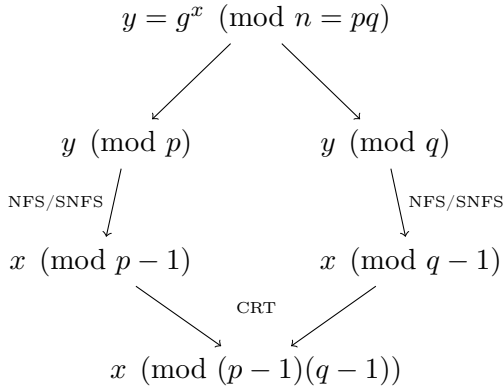 y = g^x (mod n = pq)
y (mod p) y (mod q)
NFS/SNFS NFS/SNFS
x (mod p − 1) x (mod q − 1)
CRT
x (mod (p − 1)(q − 1))